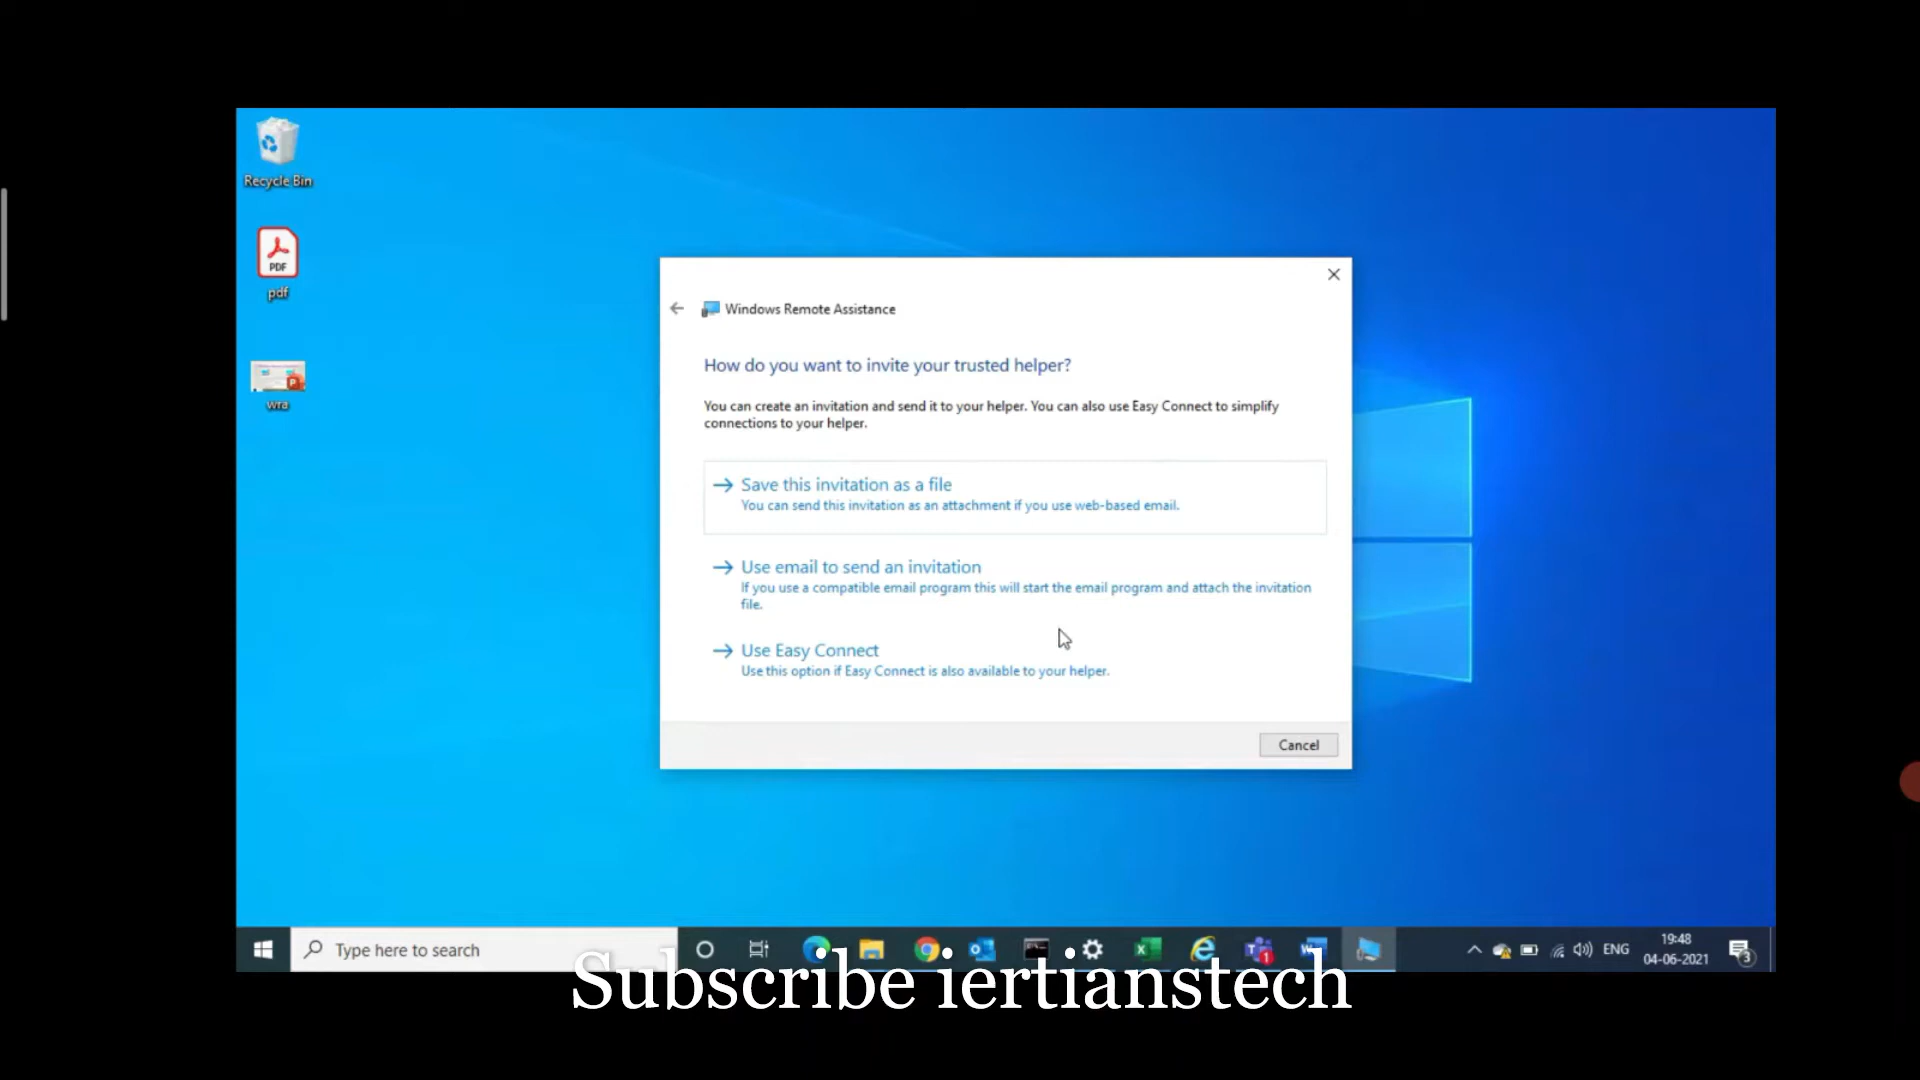 Recycle Bin
PDF
pdf
P
wra
Windows Remote Assistance
How do you want to invite your trusted helper?
You can create an invitation and send it to your helper. You can also use Easy Connect to simplify
connections to your helper.
Save this invitation as a file
You can send this invitation as an attachment if you use web-based email.
Use email to send an invitation
If you use a compatible email program this will start the email program and attach the invitation
file.
Use Easy Connect
Use this option if Easy Connect is also available to your helper.
Cancel
Type here to search
ENG
19:48
04-06-2021
3
1
Subscribe iertianstech